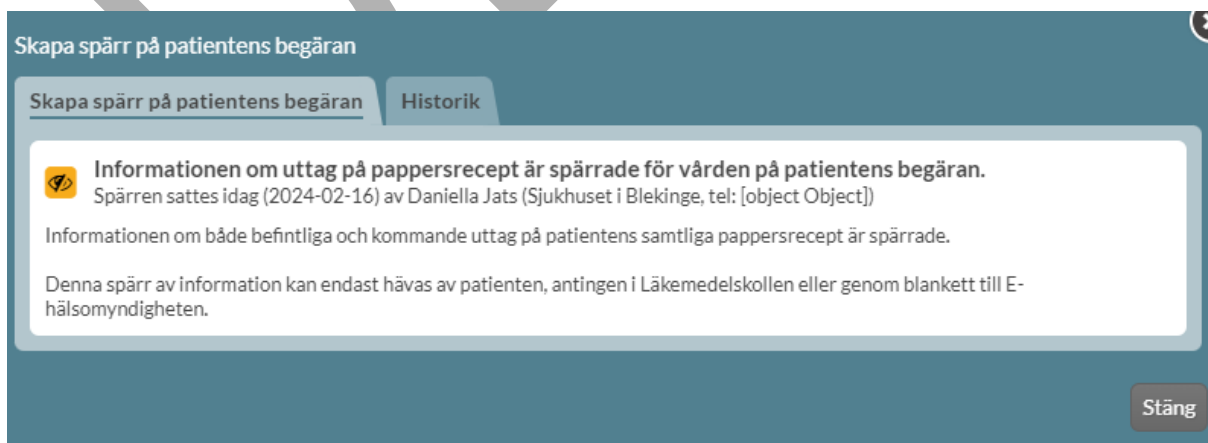 Skapa spärr på patientens begäran
Skapa spärr på patientens begäran Historik
Informationen om uttag på pappersrecept är spärrade för vården på patientens begäran.
Spärren sattes idag (2024-02-16) av Daniella Jats (Sjukhuset i Blekinge, tel: [object Object])
Informationen om både befintliga och kommande uttag på patientens samtliga pappersrecept är spärrade.
Denna spärr av information kan endast hävas av patienten, antingen i Läkemedelskollen eller genom blankett till E-
hälsomyndigheten.
Stäng